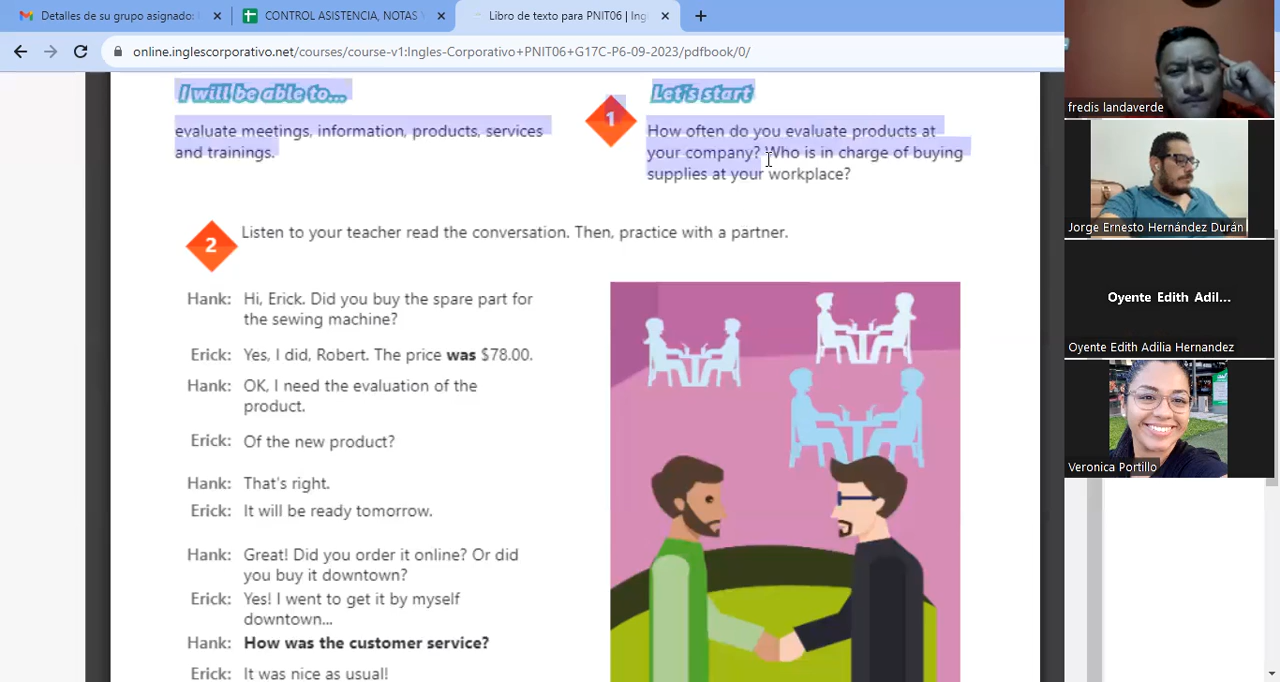 Detalles de su grupo asignado:
CONTROL ASISTENCIA, NOTAS
Libro de texto para PNIT06 | Ing
online.inglescorporativo.net/courses/course-v1:Ingles-Corporativo+PNIT06+G17C-P6-09-2023/pdfbook/0/
I will be able to...
evaluate meetings, information, products, services
and trainings.
Let's start
1
How often do you evaluate products at
your company? Who is in charge of buying
supplies at your workplace?
2
Listen to your teacher read the conversation. Then, practice with a partner.
Hank: Hi, Erick. Did you buy the spare part for
the sewing machine?
Erick: Yes, I did, Robert. The price was $78.00.
Hank: OK, I need the evaluation of the
product.
Erick: Of the new product?
Hank: That's right.
Erick: It will be ready tomorrow.
Hank: Great! Did you order it online? Or did
you buy it downtown?
Erick: Yes! I went to get it by myself
downtown...
Hank: How was the customer service?
Erick: It was nice as usual!
fredis landaverde
Jorge Ernesto Hernández Durán
Oyente Edith Adil...
Oyente Edith Adilia Hernandez
Veronica Portillo